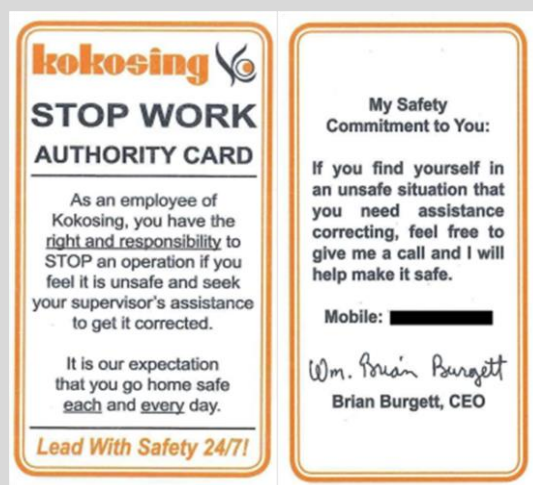 kokosing
STOP WORK
AUTHORITY CARD
As an employee of
Kokosing, you have the
right and responsibility to
STOP an operation if you
feel it is unsafe and seek
your supervisor's assistance
to get it corrected.
It is our expectation
that you go home safe
each and every day.
Lead With Safety 24/7!
My Safety
Commitment to You:
If you find yourself in
an unsafe situation that
you need assistance
correcting, feel free to
give me a call and I will
help make it safe.
Mobile:
Wm. Brian Burgett
Brian Burgett, CEO